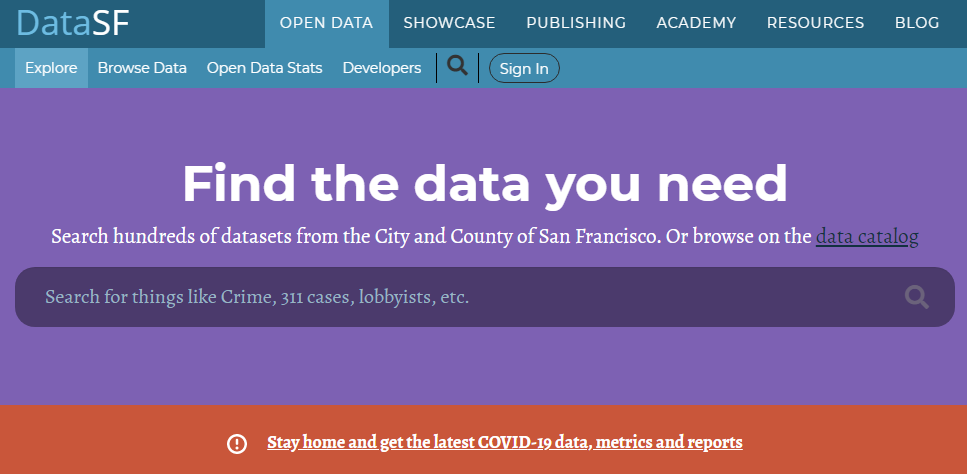 DataSF OPEN DATA SHOWCASE PUBLISHING ACADEMY RESOURCES BLOG
Explore Browse Data Open Data Stats Developers Sign In
Find the data you need
Search hundreds of datasets from the City and County of San Francisco. Or browse on the data catalog
Search for things like Crime, 311 cases, lobbyists, etc.
Stay home and get the latest COVID-19 data, metrics and reports